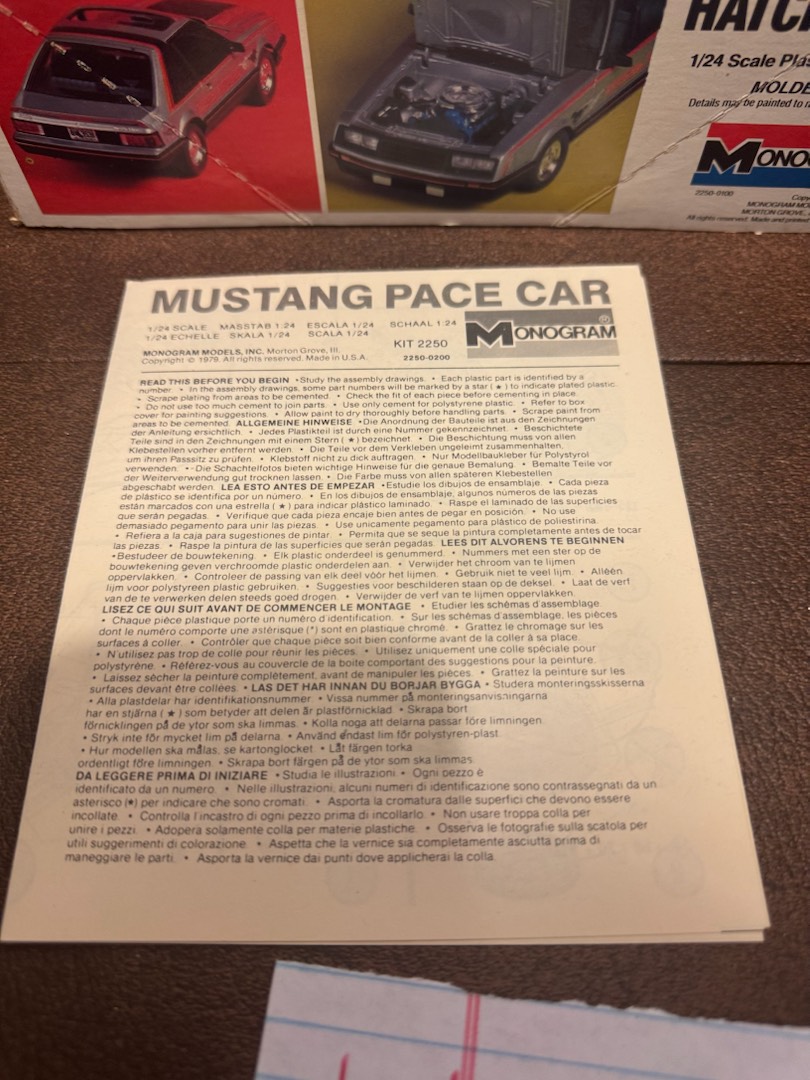 HATC
1/24 Scale Plas
MOLDE
Details may be painted to
MONO
2250-0100
Copy
MONOGRAM MO
MORTON GROVE,
All rights reserved. Made and printed
MUSTANG PACE CAR
1/24 SCALE MASSTAB 1:24 ESCALA 1/24 SCHAAL 1:24
1/24 ECHELLE SKALA 1/24 SCALA 1/24
MONOGRAM®
KIT 2250
MONOGRAM MODELS, INC. Morton Grove, Ill.
Copyright © 1979. All rights reserved. Made in U.S.A.
2250-0200
READ THIS BEFORE YOU BEGIN • Study the assembly drawings. • Each plastic part is identified by a
number. • In the assembly drawings, some part numbers will be marked by a star (★) to indicate plated plastic.
• Scrape plating from areas to be cemented. • Check the fit of each piece before cementing in place.
• Do not use too much cement to join parts. • Use only cement for polystyrene plastic. • Refer to box
cover for painting suggestions. • Allow paint to dry thoroughly before handling parts. • Scrape paint from
areas to be cemented. ALLGEMEINE HINWEISE • Die Anordnung der Bauteile ist aus den Zeichnungen
der Anleitung ersichtlich. • Jedes Plastikteil ist durch eine Nummer gekennzeichnet. • Beschichtete
Teile sind in den Zeichnungen mit einem Stern (★) bezeichnet. • Die Beschichtung muss von allen
Klebestellen vorher entfernt werden. • Die Teile vor dem Verkleben ungeleimt zusammenhalten,
um ihren Passsitz zu prüfen. • Klebstoff nicht zu dick auftragen. • Nur Modellbaukleber für Polystyrol
verwenden. • Die Schachtelfotos bieten wichtige Hinweise für die genaue Bemalung. • Bemalte Teile vor
der Weiterverwendung gut trocknen lassen. • Die Farbe muss von allen späteren Klebestellen
abgeschabt werden. LEA ESTO ANTES DE EMPEZAR • Estudie los dibujos de ensamblaje. • Cada pieza
de plástico se identifica por un número. • En los dibujos de ensamblaje, algunos números de las piezas
están marcados con una estrella (★) para indicar plástico laminado. • Raspe el laminado de las superficies
que serán pegadas. • Verifique que cada pieza encaje bien antes de pegar en posición. • No use
demasiado pegamento para unir las piezas. • Use unicamente pegamento para plástico de poliestirina.
• Refiera a la caja para sugestiones de pintar. • Permita que se seque la pintura completamente antes de tocar
las piezas. • Raspe la pintura de las superfícies que serán pegadas. LEES DIT ALVORENS TE BEGINNEN
• Bestudeer de bouwtekening. • Elk plastic onderdeel is genummerd. • Nummers met een ster op de
bouwtekening geven verchroomde plastic onderdelen aan. • Verwijder het chroom van te lijmen
oppervlakken. • Controleer de passing van elk deel vóór het lijmen. • Gebruik niet te veel lijm. • Alléén
lijm voor polystyreen plastic gebruiken. • Suggesties voor beschilderen staan op de deksel. • Laat de verf
van de te verwerken delen steeds goed drogen. • Verwijder de verf van te lijmen oppervlakken.
LISEZ CE QUI SUIT AVANT DE COMMENCER LE MONTAGE • Etudier les schémas d'assemblage.
• Chaque pièce plastique porte un numéro d'identification. • Sur les schémas d'assemblage, les pièces
dont le numéro comporte une astérisque (*) sont en plastique chromé. • Grattez le chromage sur les
surfaces à coller. • Contrôler que chaque pièce soit bien conforme avant de la coller à sa place.
• N'utilisez pas trop de colle pour réunir les pièces. • Utilisez uniquement une colle spéciale pour
polystyrène. • Référez-vous au couvercle de la boite comportant des suggestions pour la peinture.
• Laissez sècher la peinture complètement, avant de manipuler les pièces. • Grattez la peinture sur les
surfaces devant être collées. • LAS DET HAR INNAN DU BORJAR BYGGA • Studera monteringsskisserna
• Alla plastdelar har identifikationsnummer. • Vissa nummer på monteringsanvisningarna
har en stjärna (★) som betyder att delen är plastförnicklad. • Skrapa bort
förnicklingen på de ytor som ska limmas. • Kolla noga att delarna passar före limningen.
• Stryk inte för mycket lim på delarna. • Använd endast lim för polystyren-plast.
• Hur modellen ska målas, se kartonglocket. • Låt färgen torka
ordentligt före limningen. • Skrapa bort färgen på de ytor som ska limmas.
DA LEGGERE PRIMA DI INIZIARE • Studia le illustrazioni. • Ogni pezzo è
identificato da un numero. • Nelle illustrazioni, alcuni numeri di identificazione sono contrassegnati da un
asterisco (★) per indicare che sono cromati. • Asporta la cromatura dalle superfici che devono essere
incollate. • Controlla l'incastro di ogni pezzo prima di incollarlo. • Non usare troppa colla per
unire i pezzi. • Adopera solamente colla per materie plastiche. • Osserva le fotografie sulla scatola per
utili suggerimenti di colorazione. • Aspetta che la vernice sia completamente asciutta prima di
maneggiare le parti. • Asporta la vernice dai punti dove applicherai la colla.